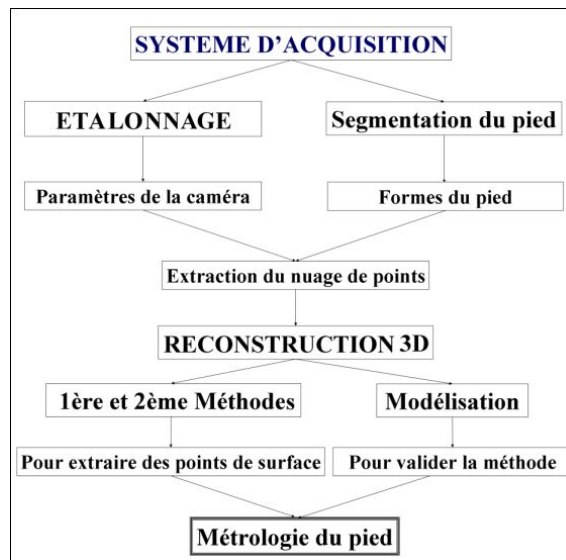 SYSTEME D'ACQUISITION
ETALONNAGE
Segmentation du pied
Paramètres de la caméra
Formes du pied
Extraction du nuage de points
RECONSTRUCTION 3D
1ère et 2ème Méthodes
Modélisation
Pour extraire des points de surface
Pour valider la méthode
Métrologie du pied